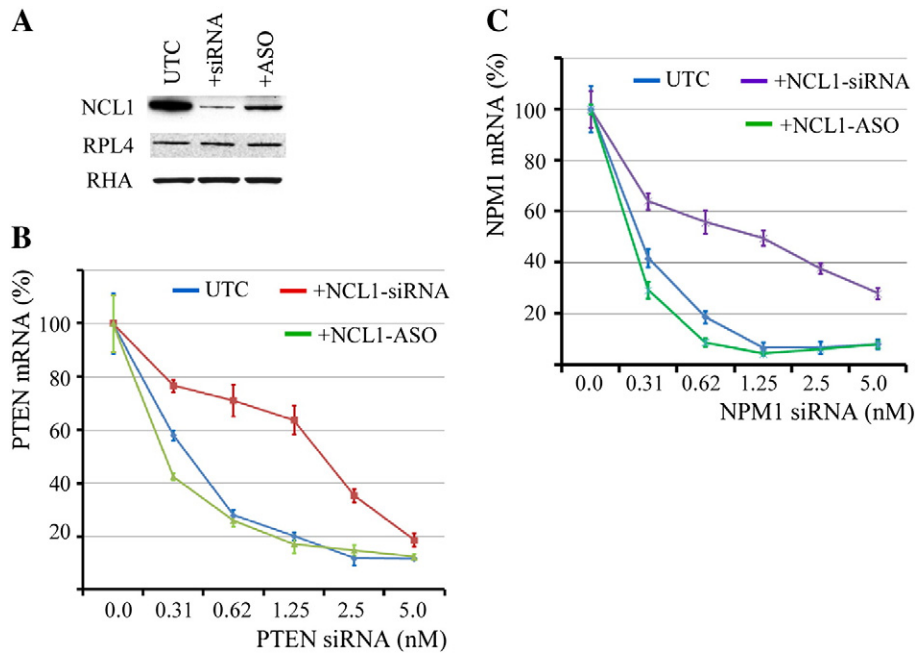 A
UTC
+siRNA
+ASO
NCL1
RPL4
RHA
B
PTEN mRNA (%)
UTC
+NCL1-siRNA
+NCL1-ASO
100
80
60
40
20
0.0 0.31 0.62 1.25 2.5 5.0
PTEN siRNA (nM)
C
NPM1 mRNA (%)
UTC
+NCL1-siRNA
+NCL1-ASO
100
80
60
40
20
0.0 0.31 0.62 1.25 2.5 5.0
NPM1 siRNA (nM)